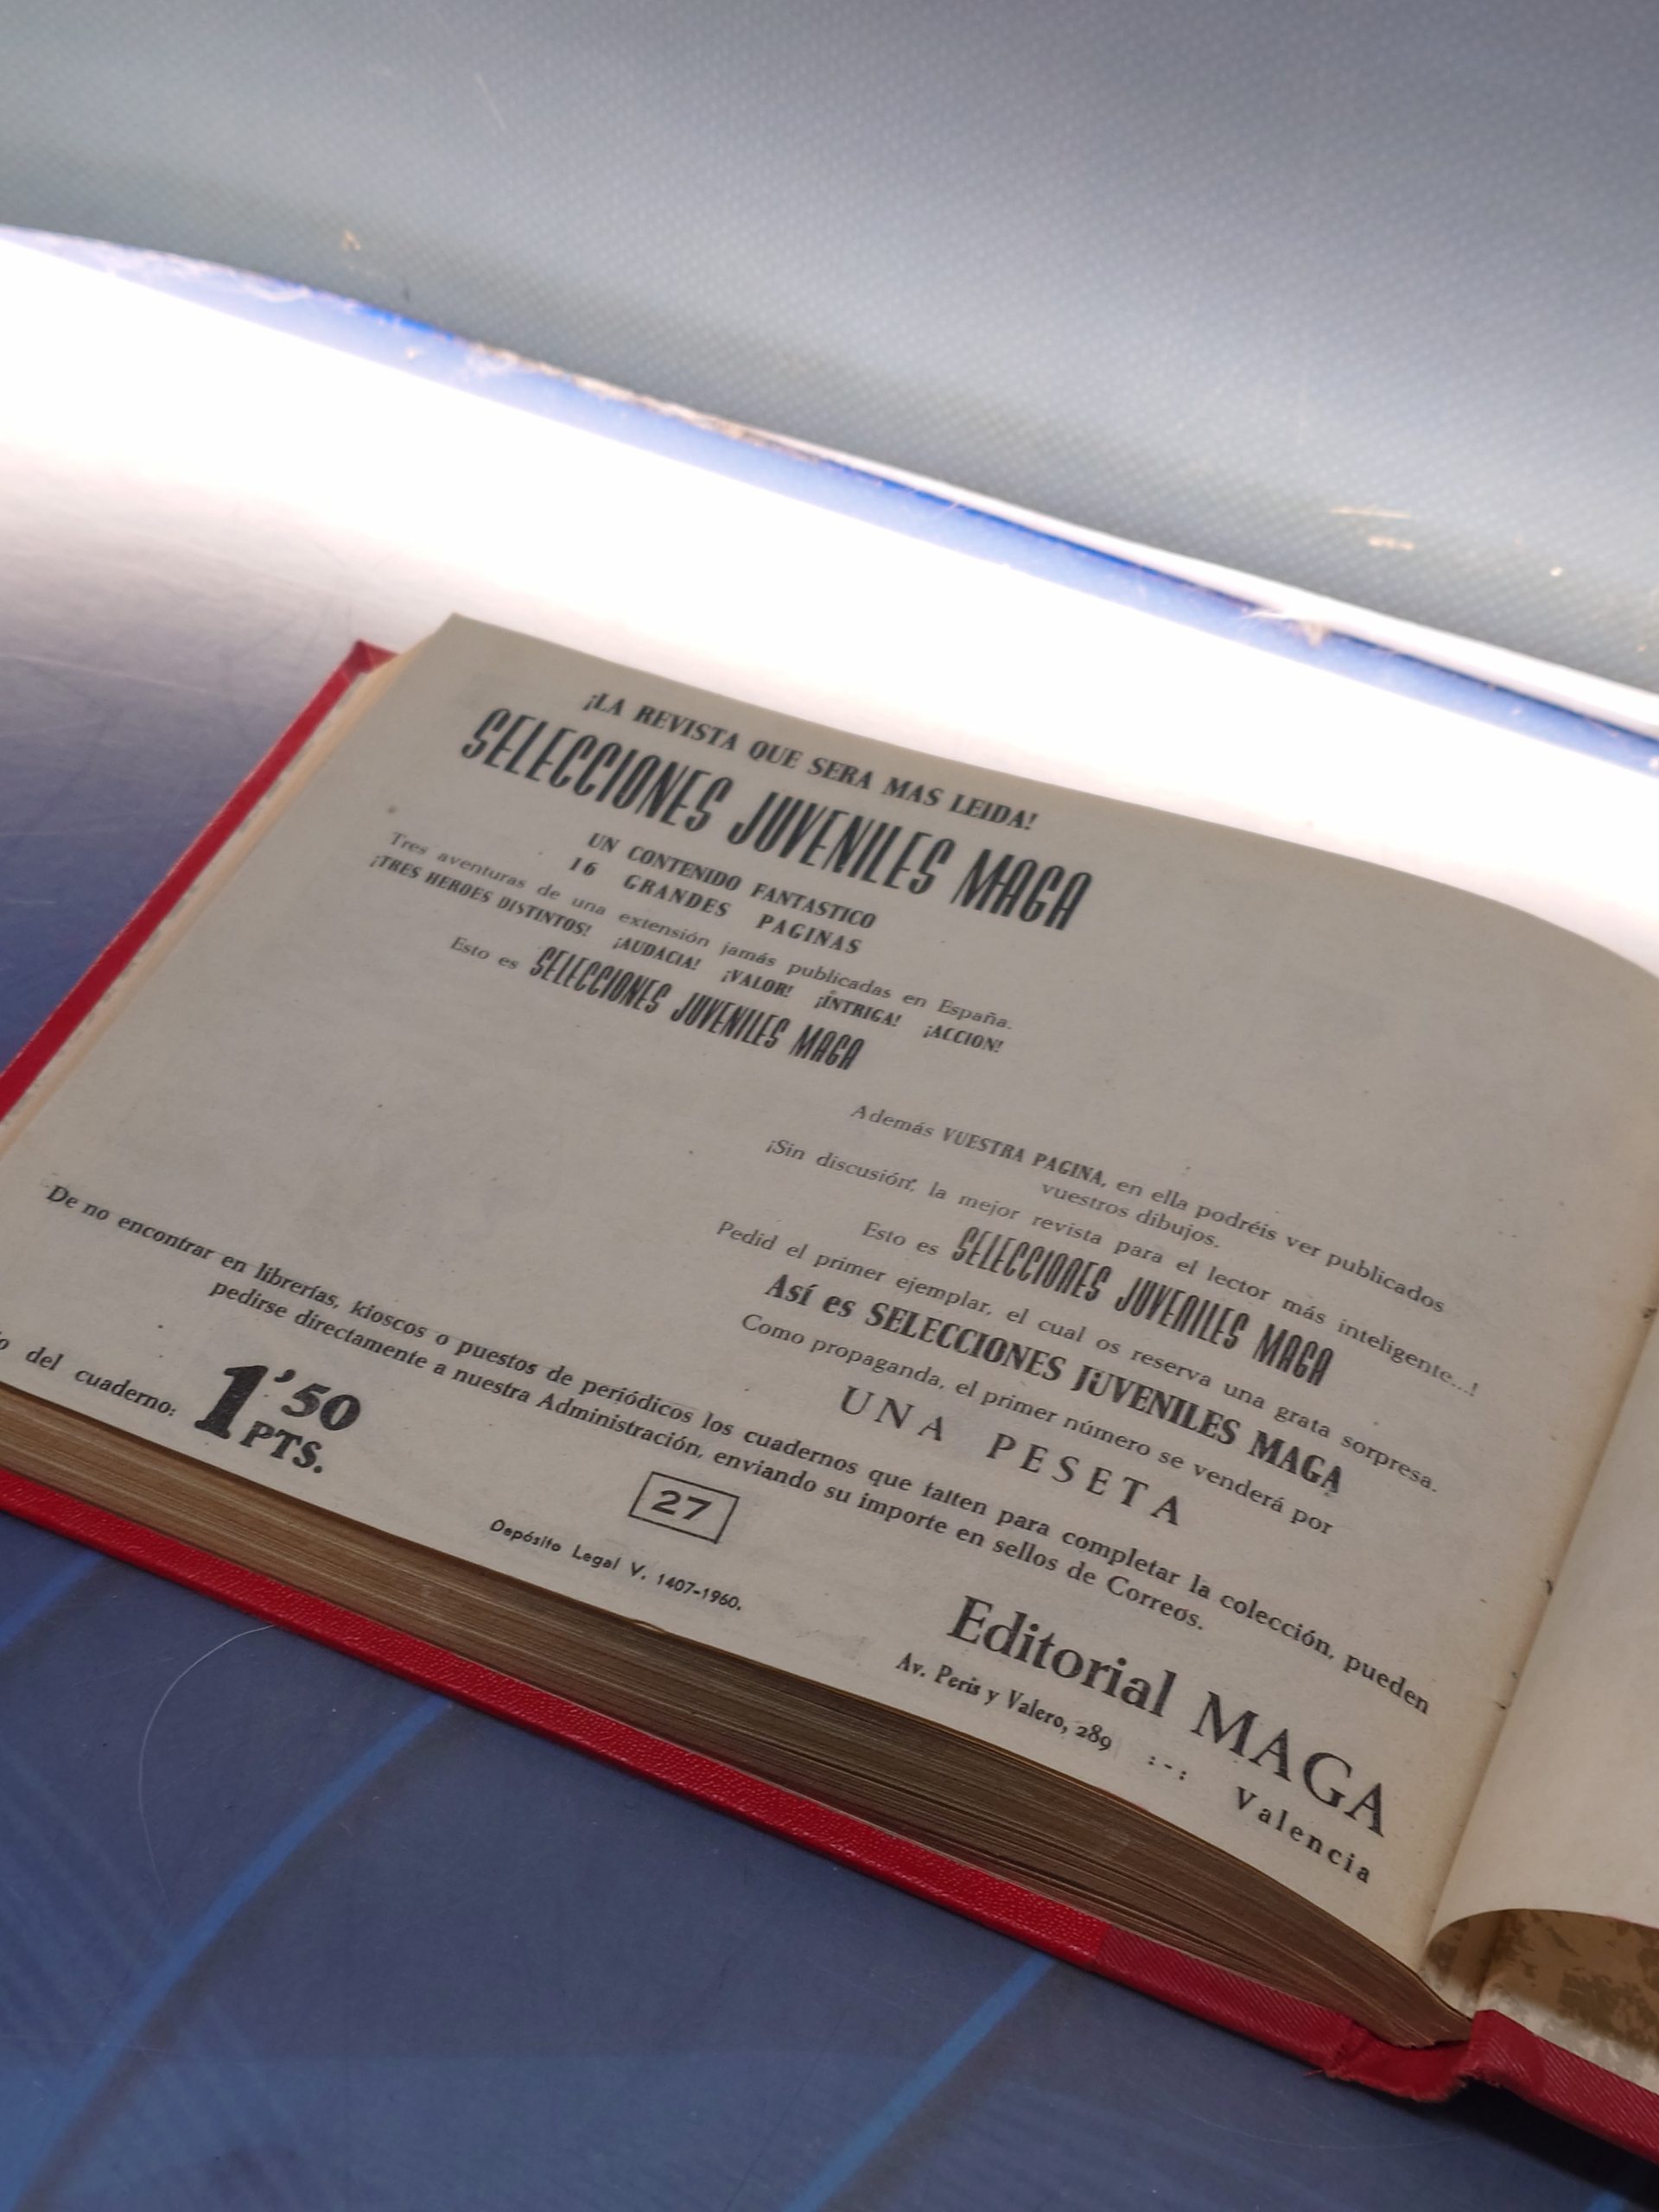 ¡LA REVISTA QUE SERA MAS LEIDA!
SELECCIONES JUVENILES MAGA
UN CONTENIDO FANTASTICO
16 GRANDES PAGINAS
Tres aventuras de una extensión jamás publicadas en España.
¡TRES HEROES DISTINTOS! ¡AUDACIA! ¡VALOR! ¡INTRIGA! ¡ACCION!
Esto es SELECCIONES JUVENILES MAGA
Además VUESTRA PAGINA, en ella podréis ver publicados
vuestros dibujos.
¡Sin discusión, la mejor revista para el lector más inteligente...!
Esto es SELECCIONES JUVENILES MAGA
Pedid el primer ejemplar, el cual os reserva una grata sorpresa.
Así es SELECCIONES JUVENILES MAGA
Como propaganda, el primer número se venderá por
UNA PESETA
De no encontrar en librerías, kioscos o puestos de periódicos los cuadernos que falten para completar la colección, pueden
pedirse directamente a nuestra Administración, enviando su importe en sellos de Correos.
del cuaderno: 1'50 PTS.
27
Depósito Legal V. 1407-1960.
Editorial MAGA
Av. Peris y Valero, 289 :-: Valencia